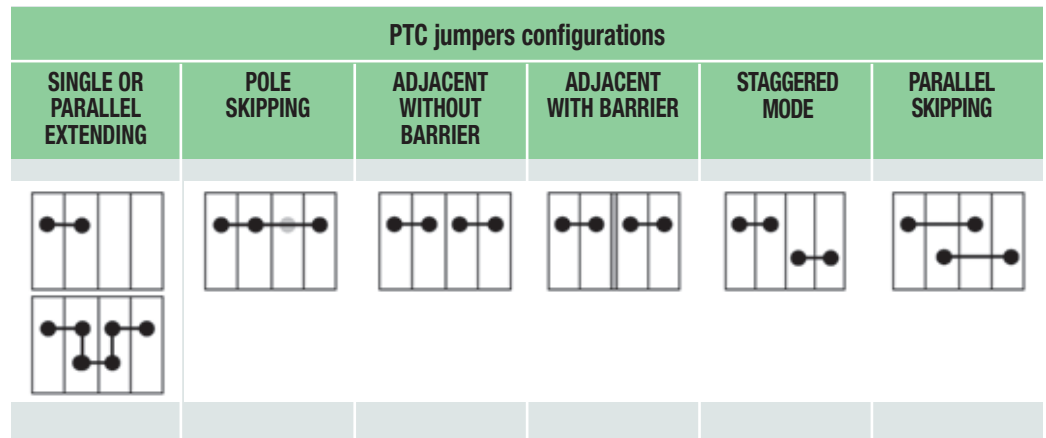 PTC jumpers configurations
SINGLE OR
PARALLEL
EXTENDING
POLE
SKIPPING
ADJACENT
WITHOUT
BARRIER
ADJACENT
WITH BARRIER
STAGGERED
MODE
PARALLEL
SKIPPING